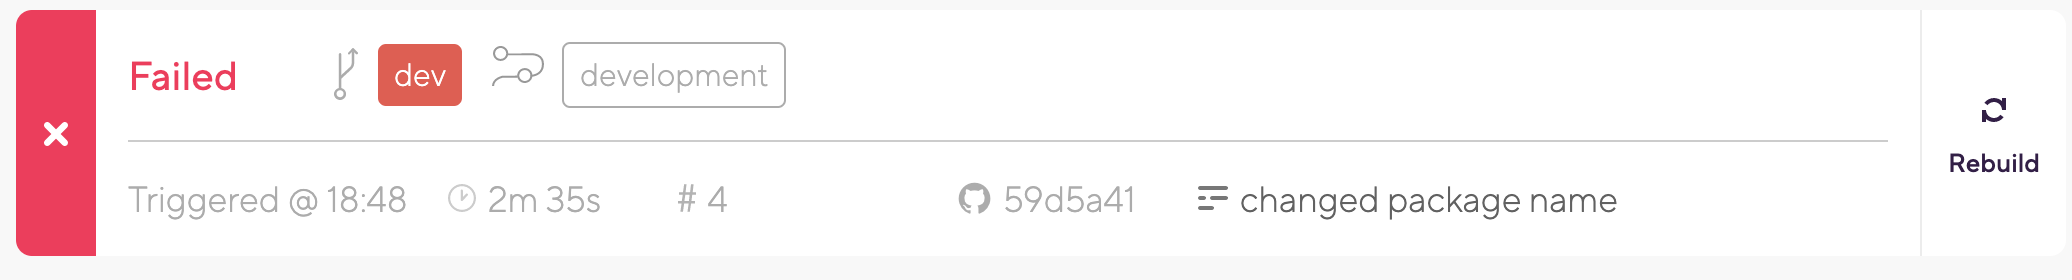 Failed dev development
Triggered @ 18:48 2m 35s # 4 59d5a41 changed package name
Rebuild